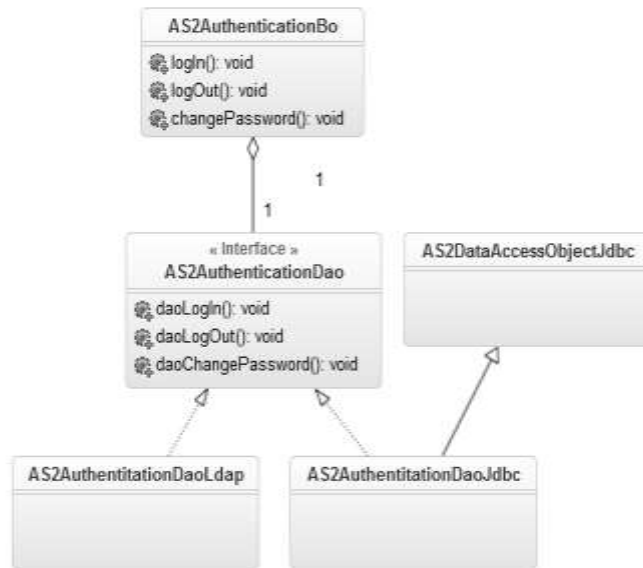 AS2AuthenticationBo
logIn(): void
logOut(): void
changePassword(): void
1
1
« Interface »
AS2AuthenticationDao
daoLogIn(): void
daoLogOut(): void
daoChangePassword(): void
AS2DataAccessObjectJdbc
AS2AuthentitationDaoLdap
AS2AuthentitationDaoJdbc